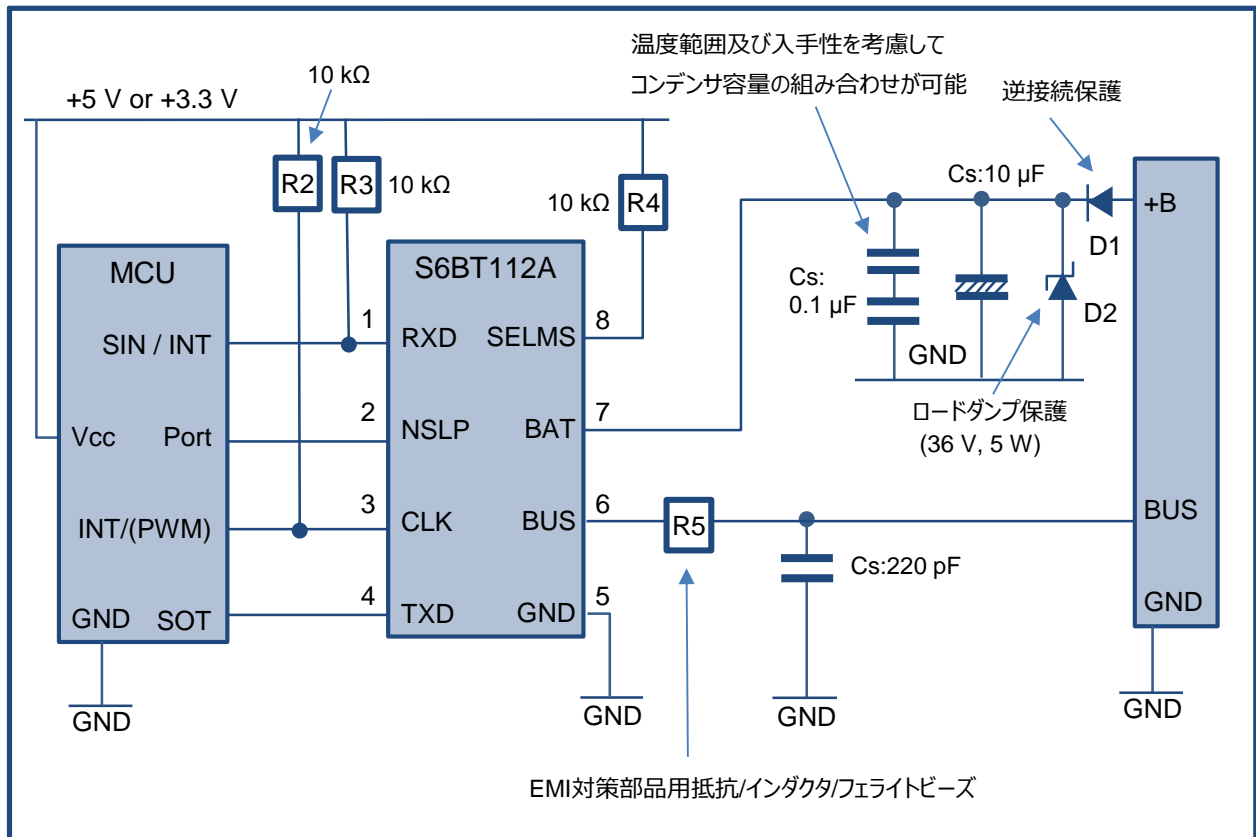 温度範囲及び入手性を考慮して
コンデンサ容量の組み合わせが可能
10 kΩ
逆接続保護
+5 V or +3.3 V
R2
R3
10 kΩ
10 kΩ
R4
Cs:10 µF
+B
D1
MCU
S6BT112A
Cs:
0.1 µF
D2
SIN / INT
1
RXD
SELMS
8
GND
ロードダンプ保護
(36 V, 5 W)
Vcc
Port
2
NSLP
BAT
7
INT/(PWM)
3
CLK
BUS
6
R5
BUS
Cs:220 pF
GND
SOT
4
TXD
GND
5
GND
GND
GND
GND
GND
EMI対策部品用抵抗/インダクタ/フェライトビーズ